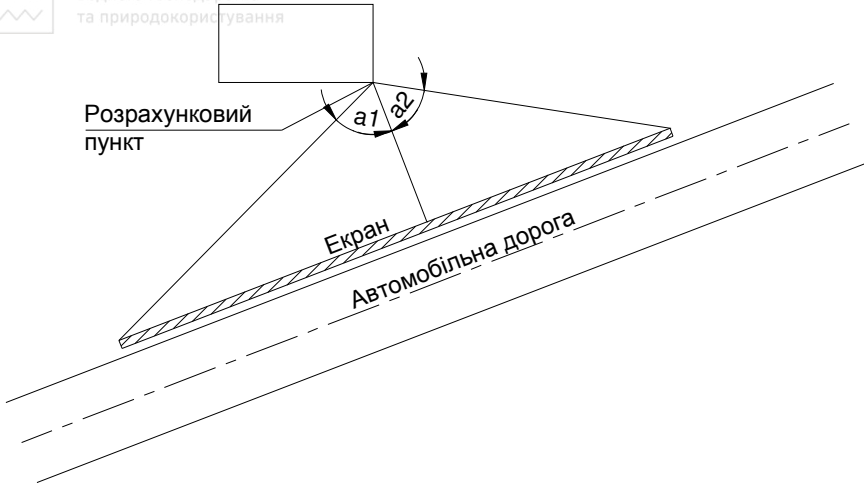 та природокористування
Розрахунковий
пункт
a1
a2
Екран
Автомобільна дорога